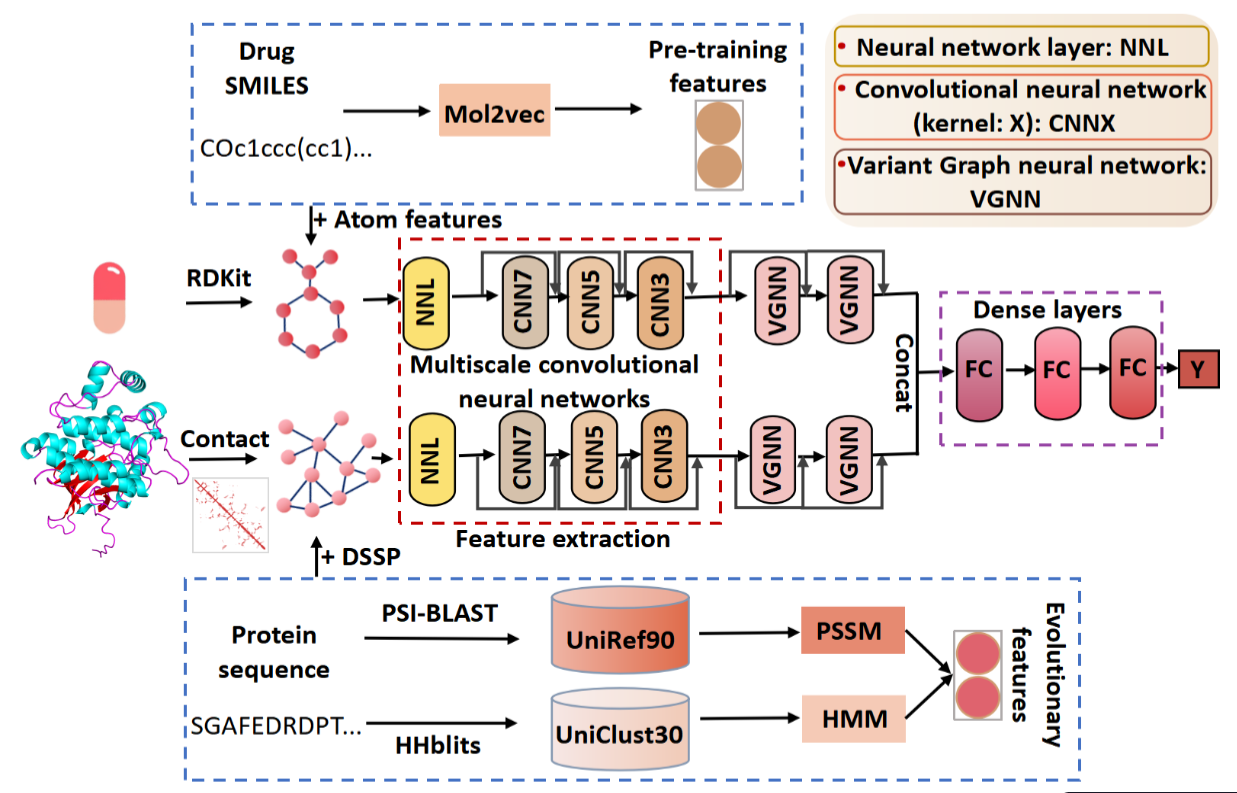 Drug
SMILES
COc1ccc(cc1)...
Mol2vec
Pre-training
features
• Neural network layer: NNL
• Convolutional neural network
(kernel: X): CNNX
•Variant Graph neural network:
VGNN
+ Atom features
RDKit
NNL
CNN7
CNN5
CNN3
VGNN
VGNN
Multiscale convolutional
neural networks
Concat
Dense layers
FC
FC
FC
Y
Contact
NNL
CNN7
CNN5
CNN3
VGNN
VGNN
Feature extraction
+ DSSP
Protein
sequence
SGAFEDRDPT...
PSI-BLAST
HHblits
UniRef90
UniClust30
PSSM
HMM
Evolutionary
features